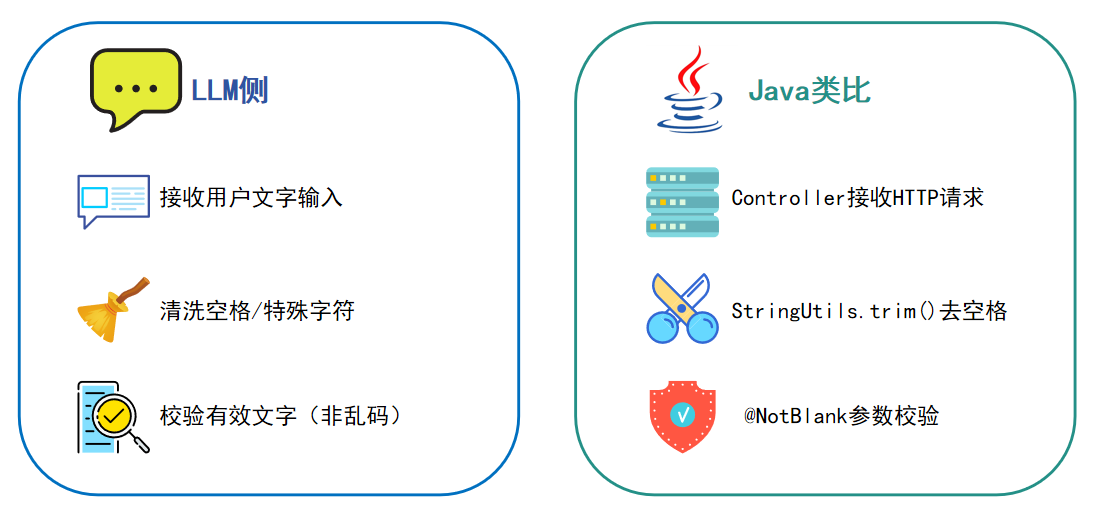 LLM侧
接收用户文字输入
清洗空格/特殊字符
校验有效文字（非乱码）
Java类比
Controller接收HTTP请求
StringUtils.trim()去空格
@NotBlank参数校验